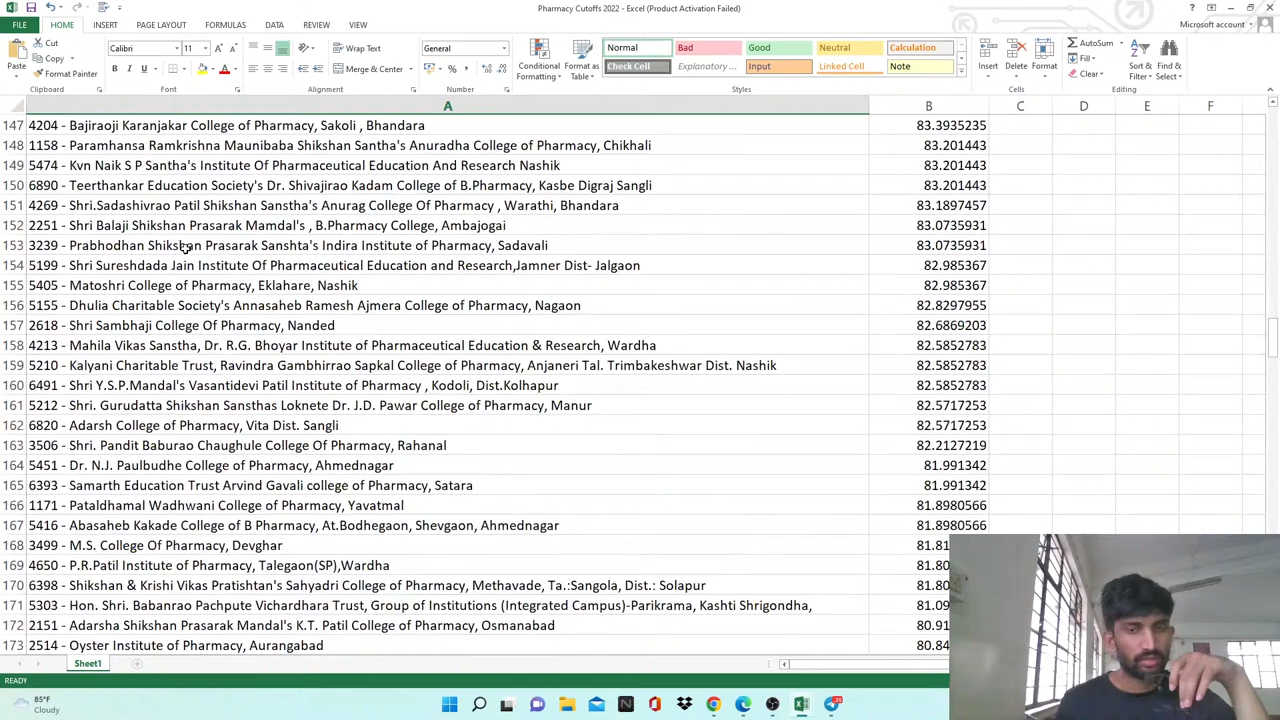 Pharmacy Cutoffs 2022 - Excel (Product Activation Failed)
FILE HOME INSERT PAGE LAYOUT FORMULAS DATA REVIEW VIEW Microsoft account
Cut
Copy
Format Painter
Paste
Clipboard
Calibri 11
B I U
Font
Wrap Text
Merge & Center
Alignment
General
Number
Conditional Formatting
Format as Table
Normal Bad Good Neutral Calculation
Check Cell Explanatory ... Input Linked Cell Note
Styles
Insert Delete Format
Cells
AutoSum
Fill
Clear
Sort & Filter
Find & Select
Editing
A B C D E F
147 4204 - Bajiraoji Karanjakar College of Pharmacy, Sakoli , Bhandara 83.3935235
148 1158 - Paramhansa Ramkrishna Maunibaba Shikshan Santha's Anuradha College of Pharmacy, Chikhali 83.201443
149 5474 - Kvn Naik S P Santha's Institute Of Pharmaceutical Education And Research Nashik 83.201443
150 6890 - Teerthankar Education Society's Dr. Shivajirao Kadam College of B.Pharmacy, Kasbe Digraj Sangli 83.201443
151 4269 - Shri.Sadashivrao Patil Shikshan Sanstha's Anurag College Of Pharmacy , Warathi, Bhandara 83.1897457
152 2251 - Shri Balaji Shikshan Prasarak Mamdal's , B.Pharmacy College, Ambajogai 83.0735931
153 3239 - Prabhodhan Shikshan Prasarak Sanshta's Indira Institute of Pharmacy, Sadavali 83.0735931
154 5199 - Shri Sureshdada Jain Institute Of Pharmaceutical Education and Research,Jamner Dist- Jalgaon 82.985367
155 5405 - Matoshri College of Pharmacy, Eklahare, Nashik 82.985367
156 5155 - Dhulia Charitable Society's Annasaheb Ramesh Ajmera College of Pharmacy, Nagaon 82.8297955
157 2618 - Shri Sambhaji College Of Pharmacy, Nanded 82.6869203
158 4213 - Mahila Vikas Sanstha, Dr. R.G. Bhoyar Institute of Pharmaceutical Education & Research, Wardha 82.5852783
159 5210 - Kalyani Charitable Trust, Ravindra Gambhirrao Sapkal College of Pharmacy, Anjaneri Tal. Trimbakeshwar Dist. Nashik 82.5852783
160 6491 - Shri Y.S.P.Mandal's Vasantidevi Patil Institute of Pharmacy , Kodoli, Dist.Kolhapur 82.5852783
161 5212 - Shri. Gurudatta Shikshan Sansthas Loknete Dr. J.D. Pawar College of Pharmacy, Manur 82.5717253
162 6820 - Adarsh College of Pharmacy, Vita Dist. Sangli 82.5717253
163 3506 - Shri. Pandit Baburao Chaughule College Of Pharmacy, Rahanal 82.2127219
164 5451 - Dr. N.J. Paulbudhe College of Pharmacy, Ahmednagar 81.991342
165 6393 - Samarth Education Trust Arvind Gavali college of Pharmacy, Satara 81.991342
166 1171 - Pataldhamal Wadhwani College of Pharmacy, Yavatmal 81.8980566
167 5416 - Abasaheb Kakade College of B Pharmacy, At.Bodhegaon, Shevgaon, Ahmednagar 81.8980566
168 3499 - M.S. College Of Pharmacy, Devghar 81.81
169 4650 - P.R.Patil Institute of Pharmacy, Talegaon(SP),Wardha 81.80
170 6398 - Shikshan & Krishi Vikas Pratishtan's Sahyadri College of Pharmacy, Methavade, Ta.:Sangola, Dist.: Solapur 81.80
171 5303 - Hon. Shri. Babanrao Pachpute Vichardhara Trust, Group of Institutions (Integrated Campus)-Parikrama, Kashti Shrigondha, 81.09
172 2151 - Adarsha Shikshan Prasarak Mandal's K.T. Patil College of Pharmacy, Osmanabad 80.91
173 2514 - Oyster Institute of Pharmacy, Aurangabad 80.84
Sheet1
READY
85°F
Cloudy